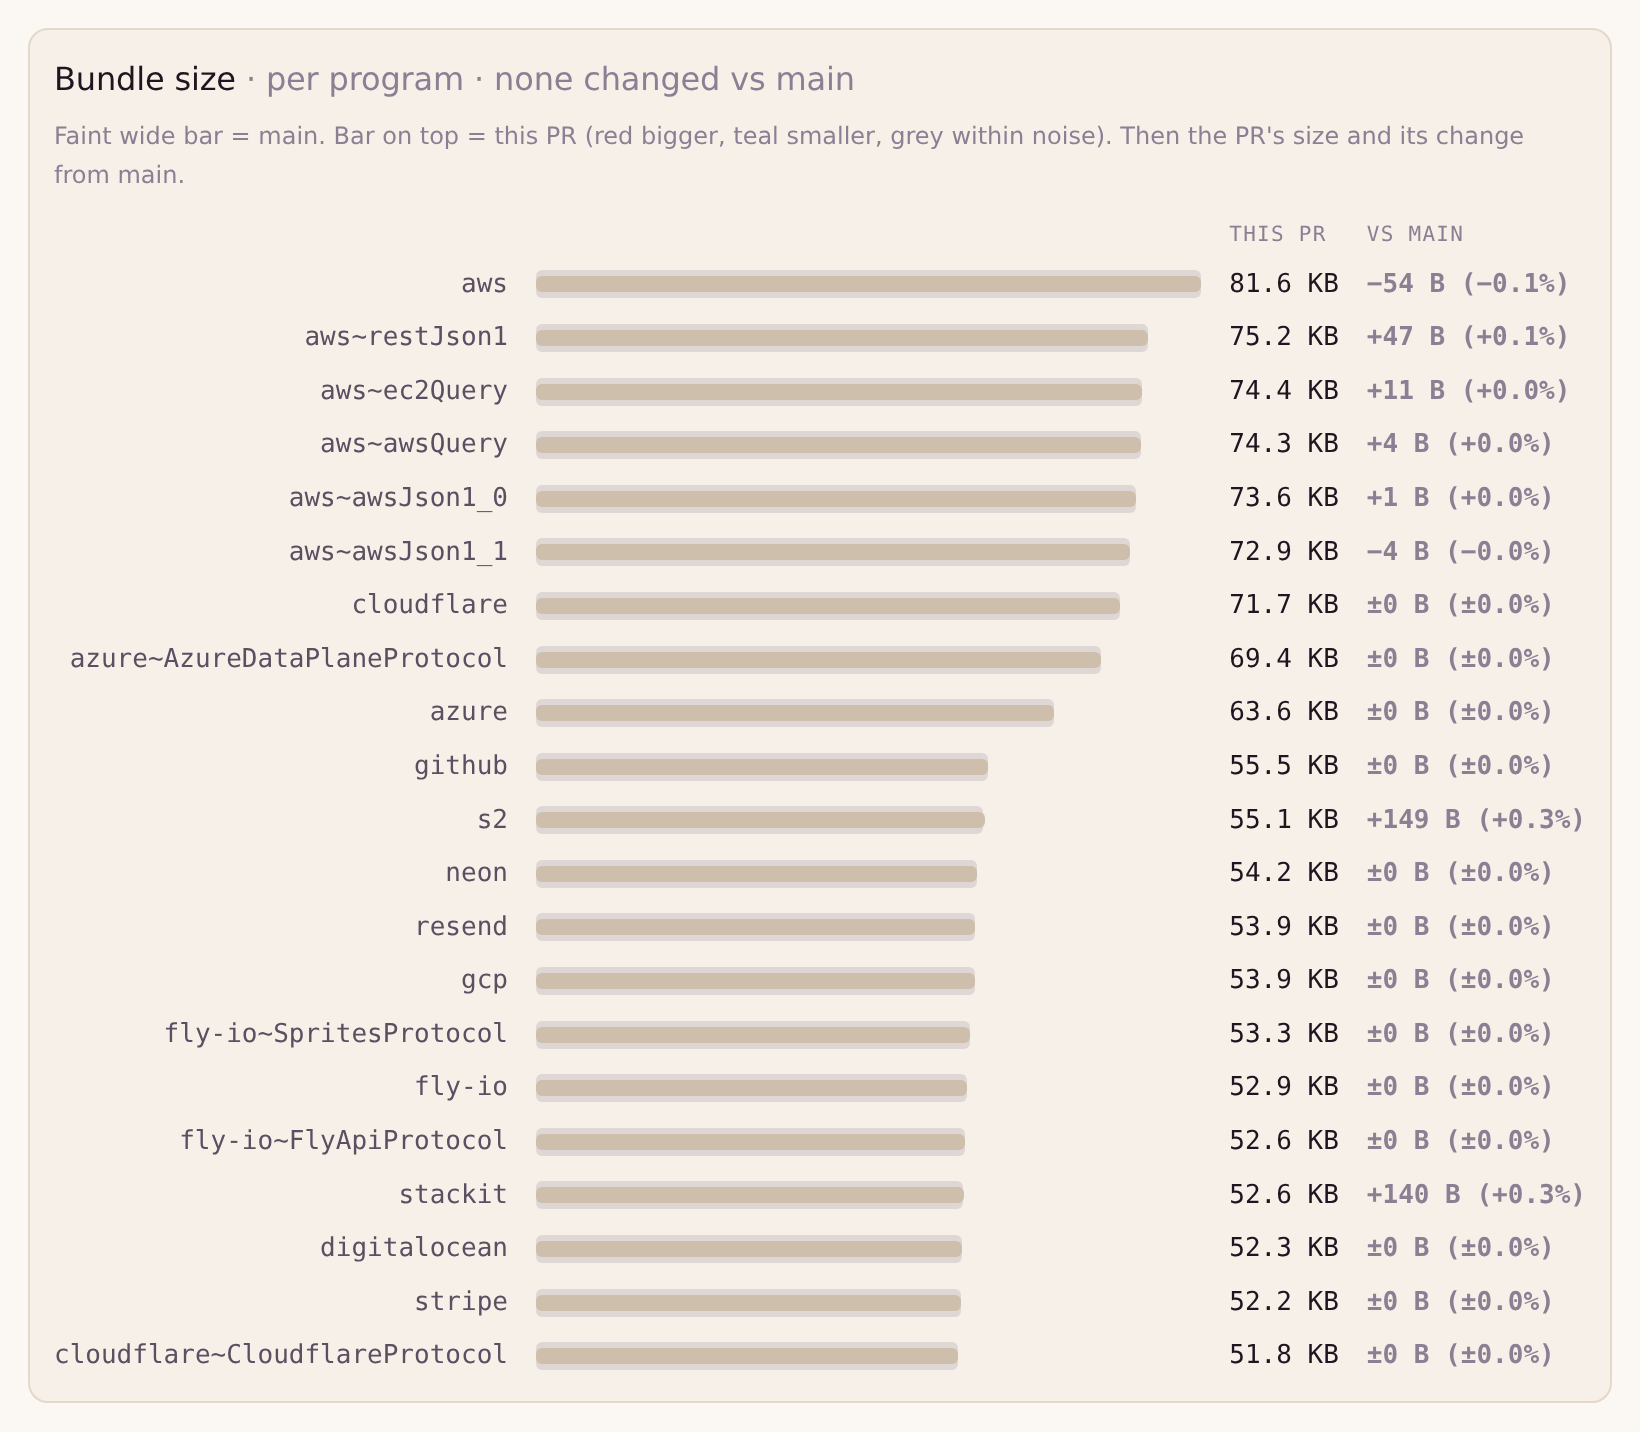 Bundle size · per program · none changed vs main
Faint wide bar = main. Bar on top = this PR (red bigger, teal smaller, grey within noise). Then the PR's size and its change
from main.
THIS PR VS MAIN
aws 81.6 KB −54 B (−0.1%)
aws~restJson1 75.2 KB +47 B (+0.1%)
aws~ec2Query 74.4 KB +11 B (+0.0%)
aws~awsQuery 74.3 KB +4 B (+0.0%)
aws~awsJson1_0 73.6 KB +1 B (+0.0%)
aws~awsJson1_1 72.9 KB −4 B (−0.0%)
cloudflare 71.7 KB ±0 B (±0.0%)
azure~AzureDataPlaneProtocol 69.4 KB ±0 B (±0.0%)
azure 63.6 KB ±0 B (±0.0%)
github 55.5 KB ±0 B (±0.0%)
s2 55.1 KB +149 B (+0.3%)
neon 54.2 KB ±0 B (±0.0%)
resend 53.9 KB ±0 B (±0.0%)
gcp 53.9 KB ±0 B (±0.0%)
fly-io~SpritesProtocol 53.3 KB ±0 B (±0.0%)
fly-io 52.9 KB ±0 B (±0.0%)
fly-io~FlyApiProtocol 52.6 KB ±0 B (±0.0%)
stackit 52.6 KB +140 B (+0.3%)
digitalocean 52.3 KB ±0 B (±0.0%)
stripe 52.2 KB ±0 B (±0.0%)
cloudflare~CloudflareProtocol 51.8 KB ±0 B (±0.0%)